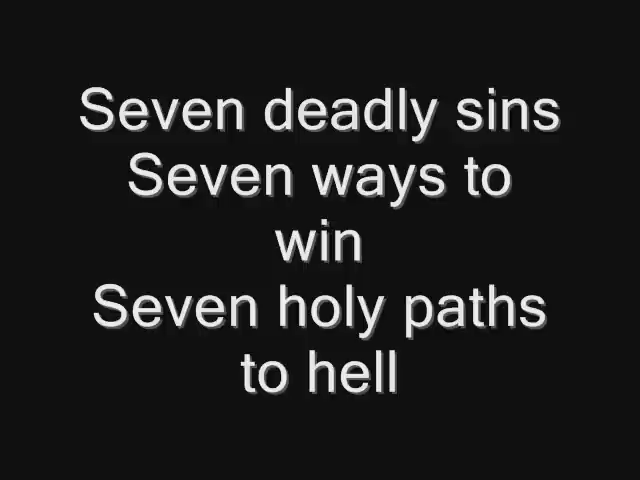 Seven deadly sins
Seven ways to
win
Seven holy paths
to hell